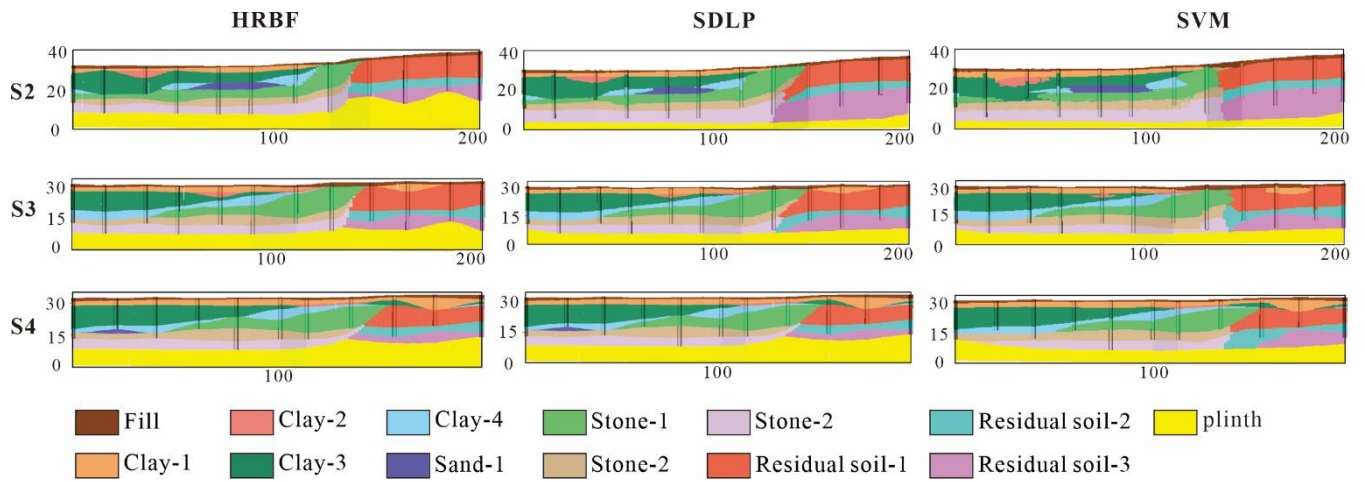 HRBF SDLP SVM
S2
40 40 40
20 20 20
0 0 0
100 200 100 200 100 200
S3
30 30 30
15 15 15
0 0 0
100 200 100 200 100 200
S4
30 30 30
15 15 15
0 0 0
100 100 100
Fill Clay-2 Clay-4 Stone-1 Stone-2 Residual soil-2 plinth
Clay-1 Clay-3 Sand-1 Stone-2 Residual soil-1 Residual soil-3